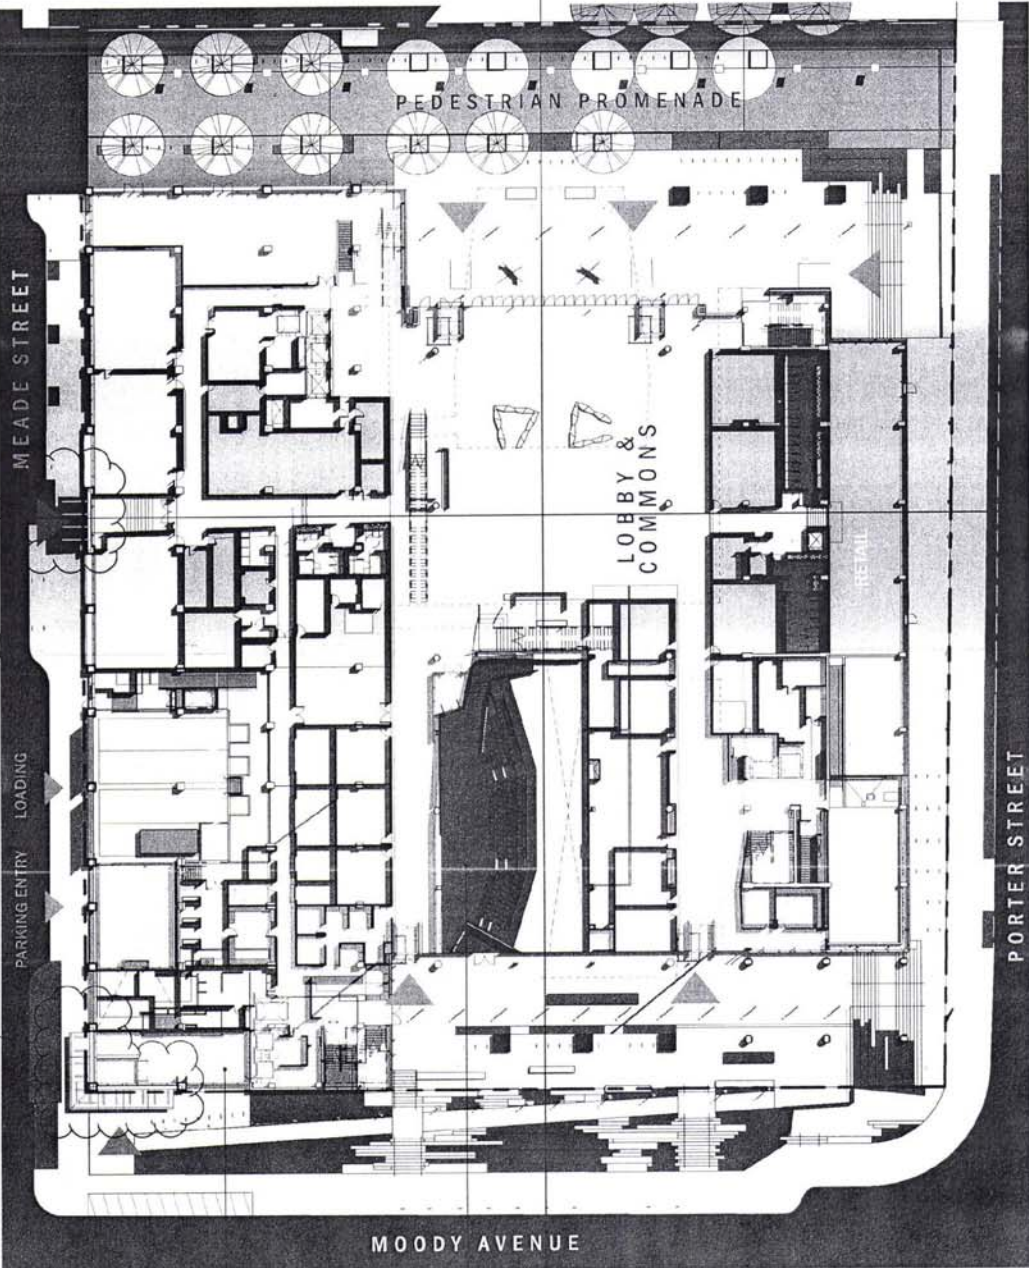 PEDESTRIAN PROMENADE
MEADE STREET
LOBBY &
COMMONS
RETAIL
PARKING ENTRY LOADING
PORTER STREET
MOODY AVENUE